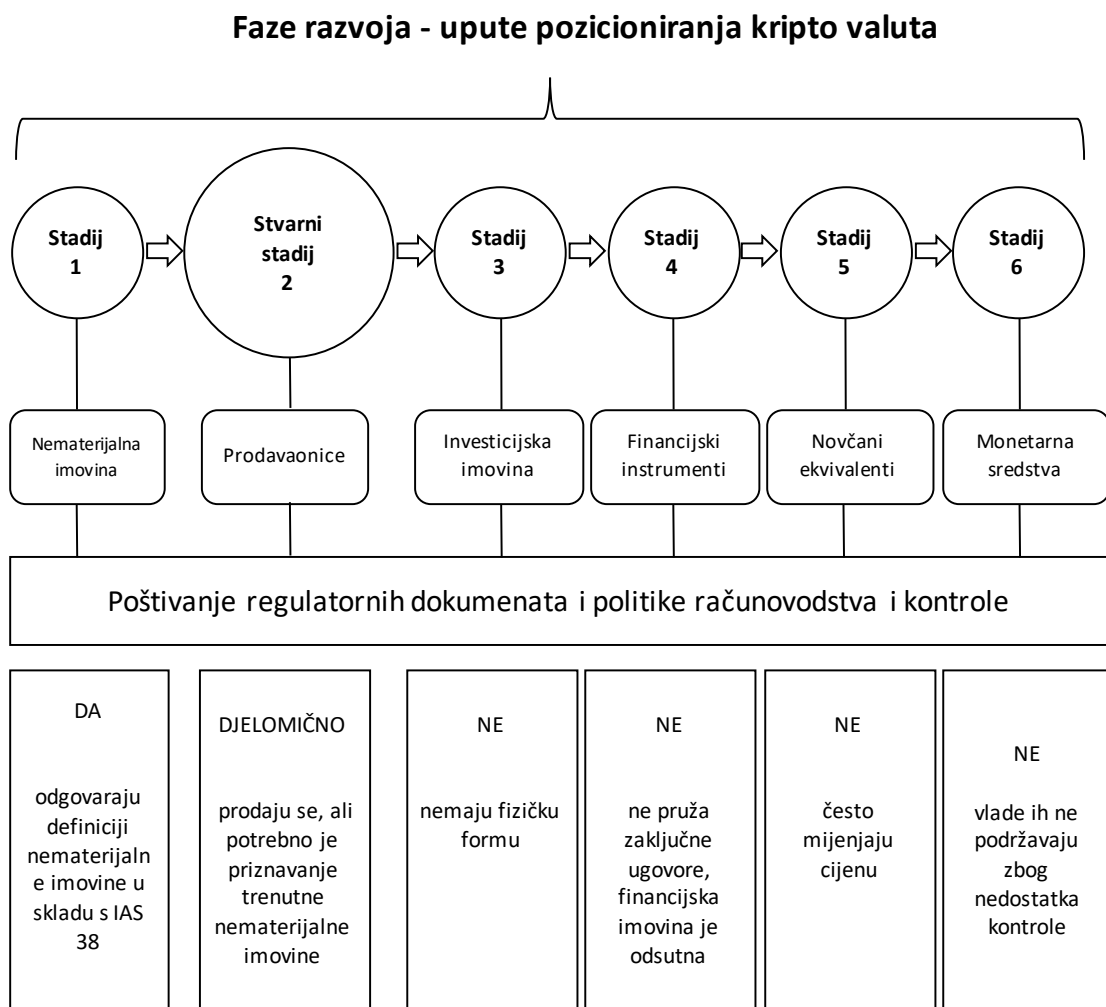 Faze razvoja - upute pozicioniranja kripto valuta
Stadij
1
Stvarni
stadij
2
Stadij
3
Stadij
4
Stadij
5
Stadij
6
Nematerijalna
imovina
Prodavaonice
Investicijska
imovina
Financijski
instrumenti
Novčani
ekvivalenti
Monetarna
sredstva
Poštivanje regulatornih dokumenata i politike računovodstva i kontrole
DA
odgovaraju
definiciji
nematerijaln
e imovine u
skladu s IAS
38
DJELOMIČNO
prodaju se, ali
potrebno je
priznavanje
trenutne
nematerijalne
imovine
NE
nemaju fizičku
formu
NE
ne pruža
zaključne
ugovore,
financijska
imovina je
odsutna
NE
često
mijenjaju
cijenu
NE
vlade ih ne
podržavaju
zbog
nedostatka
kontrole